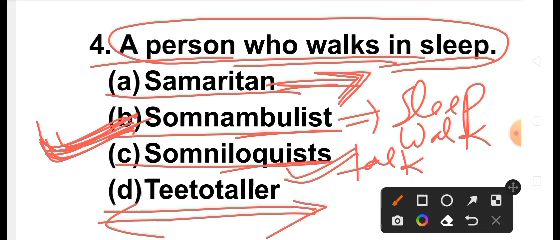 4. A person who walks in sleep.
(a) Samaritan
(b) Somnambulist → Sleep
walk
(c) Somniloquists talk
(d) Teetotaller